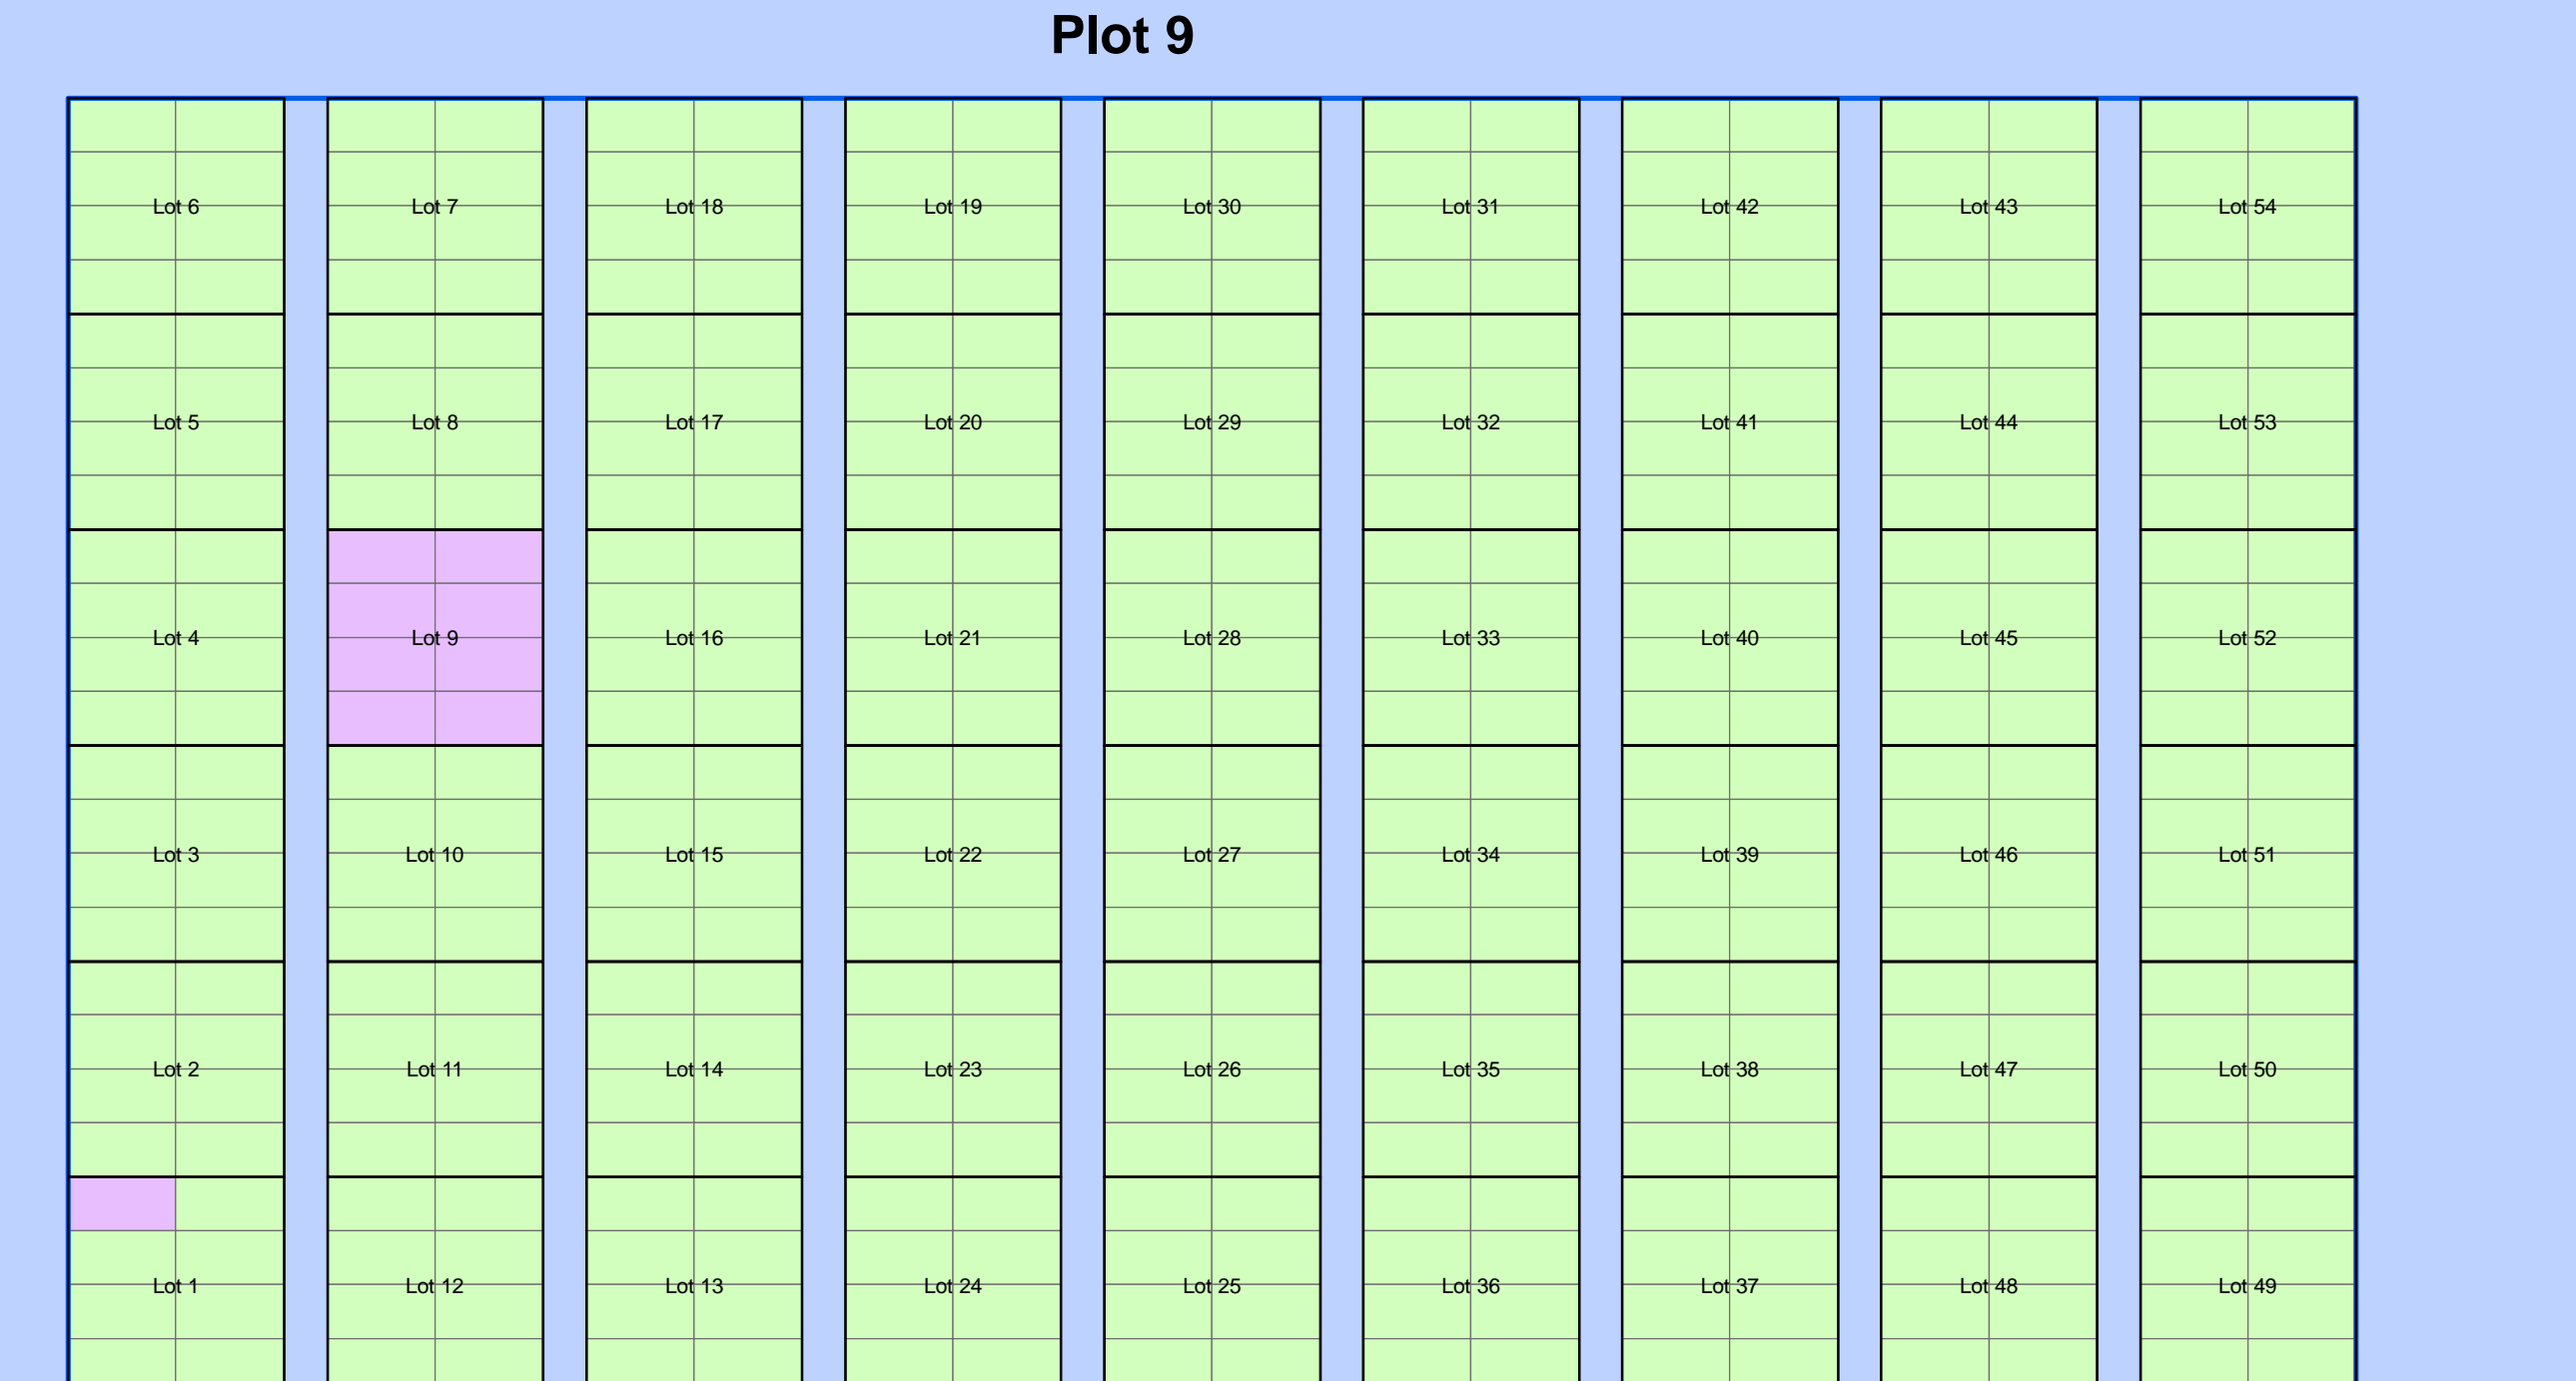 Plot 9
Lot 6 Lot 7 Lot 18 Lot 19 Lot 30 Lot 31 Lot 42 Lot 43 Lot 54
Lot 5 Lot 8 Lot 17 Lot 20 Lot 29 Lot 32 Lot 41 Lot 44 Lot 53
Lot 4 Lot 9 Lot 16 Lot 21 Lot 28 Lot 33 Lot 40 Lot 45 Lot 52
Lot 3 Lot 10 Lot 15 Lot 22 Lot 27 Lot 34 Lot 39 Lot 46 Lot 51
Lot 2 Lot 11 Lot 14 Lot 23 Lot 26 Lot 35 Lot 38 Lot 47 Lot 50
Lot 1 Lot 12 Lot 13 Lot 24 Lot 25 Lot 36 Lot 37 Lot 48 Lot 49